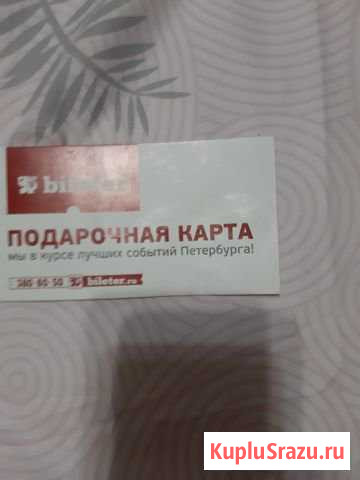 bileter
ПОДАРОЧНАЯ КАРТА
мы в курсе лучших событий Петербурга!
380 80 50 bileter.ru
KupluSrazu.ru